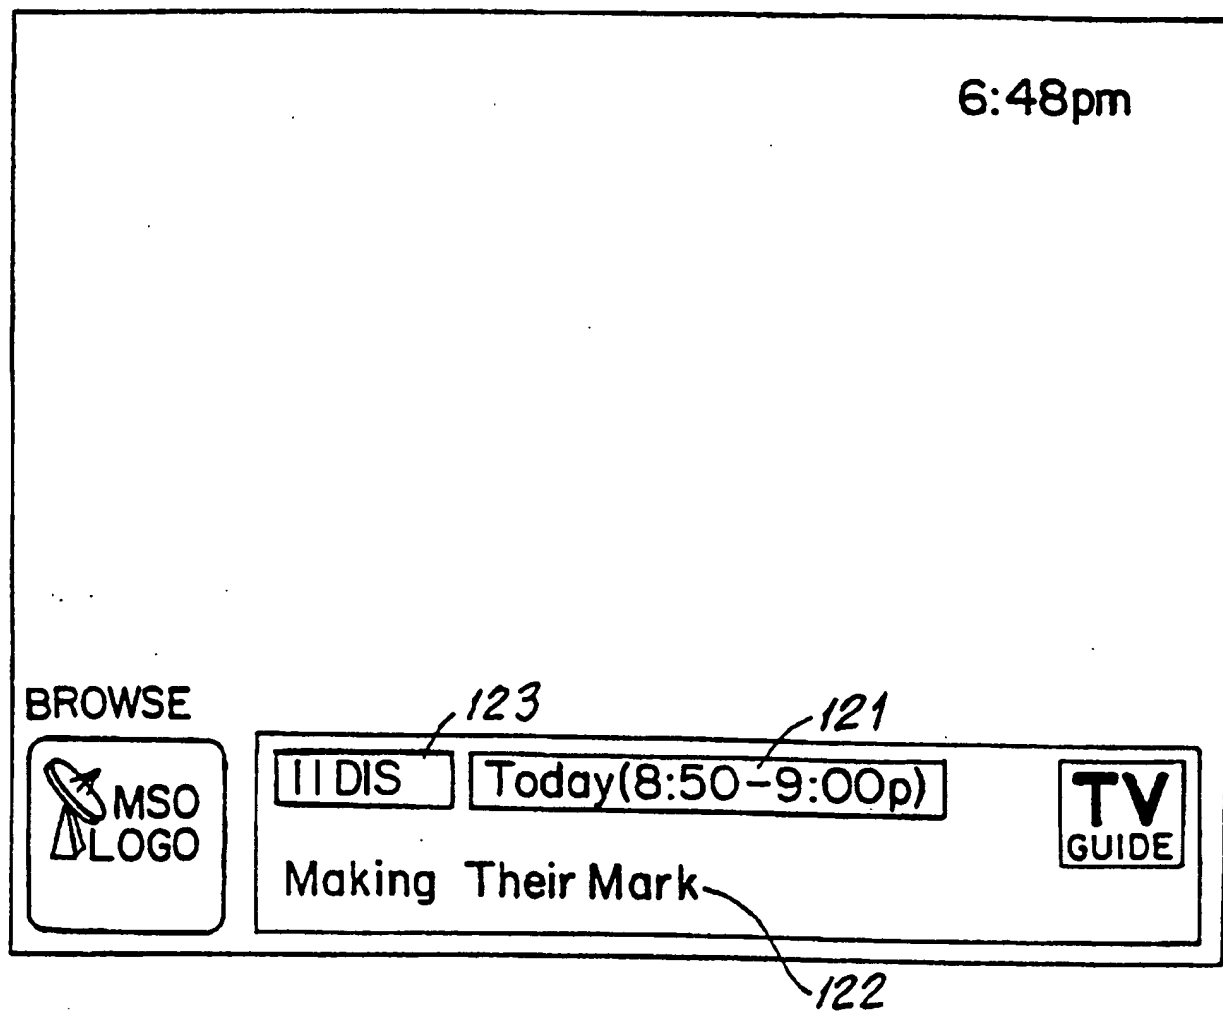 6:48pm
BROWSE
123
121
MSO
LOGO
11 DIS
Today(8:50-9:00p)
TV
GUIDE
Making Their Mark
122